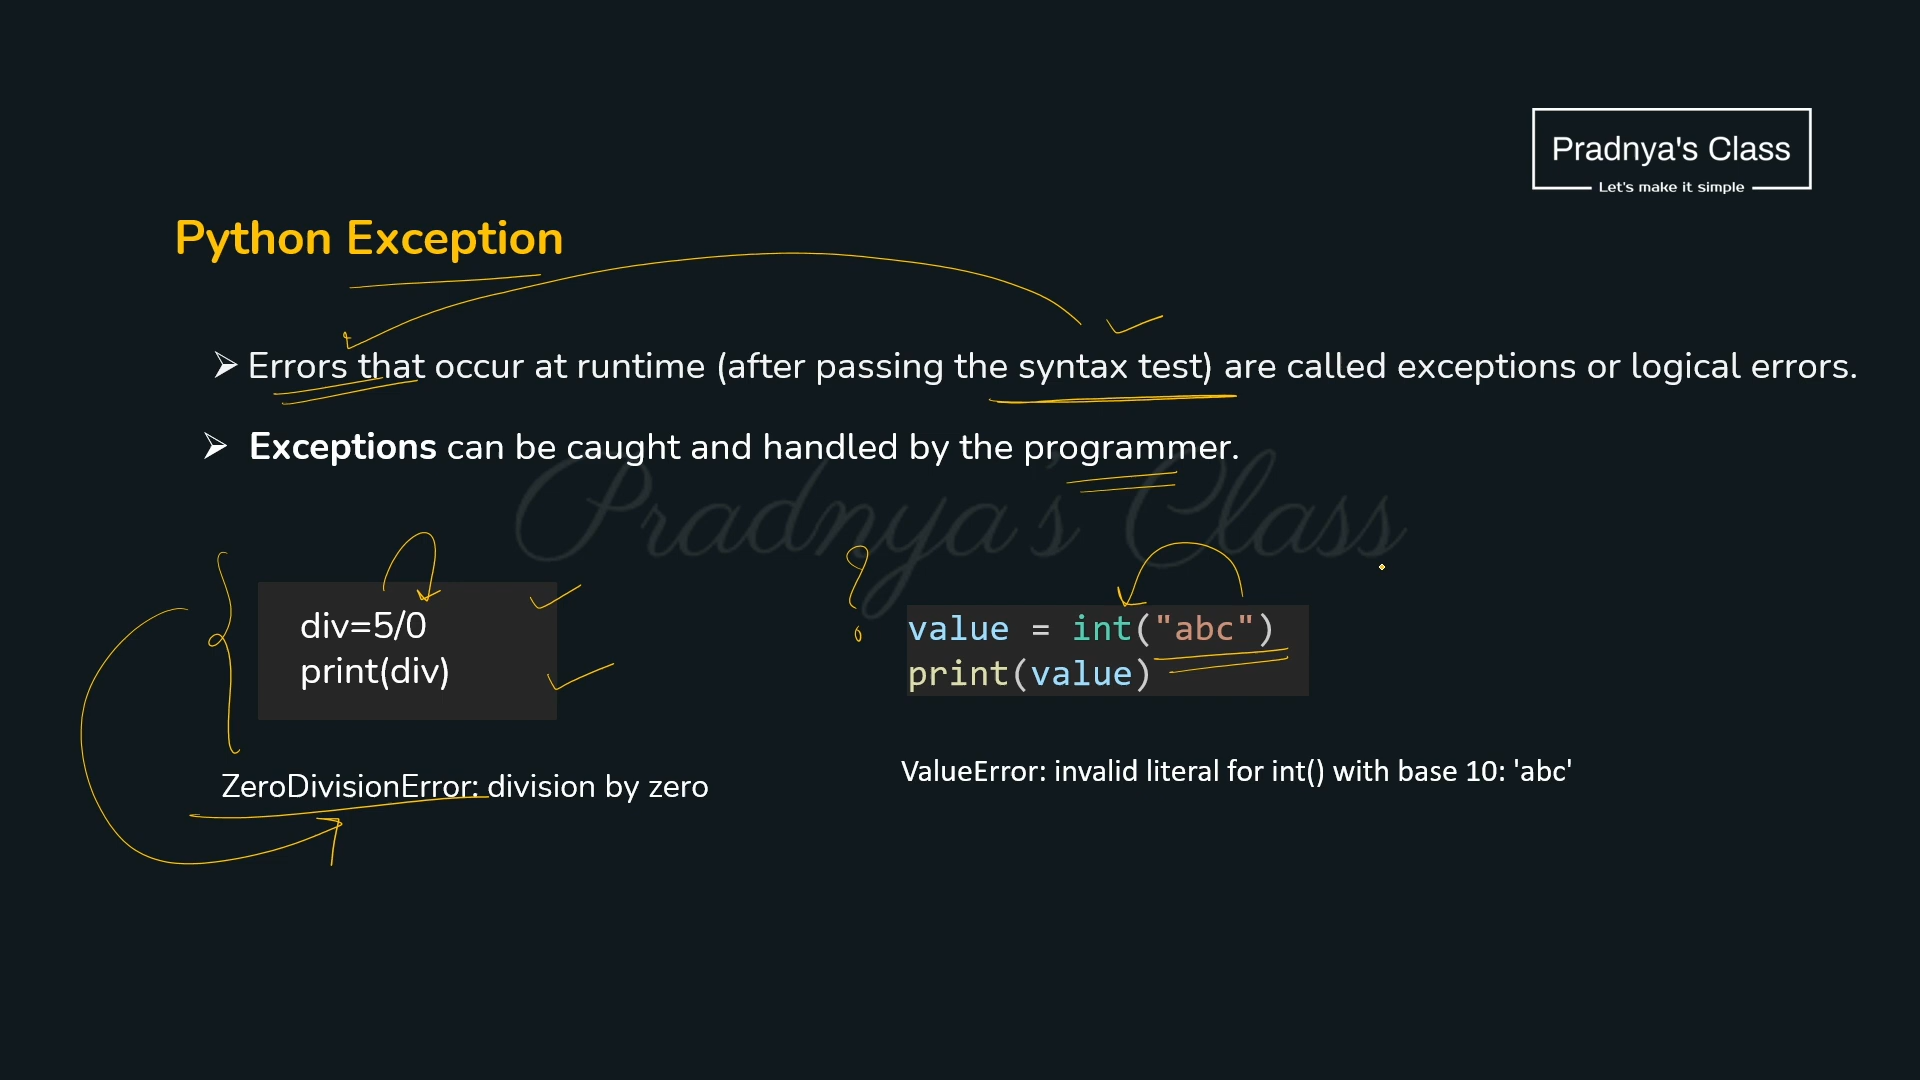 Pradnya's Class
Let's make it simple
Python Exception
➢ Errors that occur at runtime (after passing the syntax test) are called exceptions or logical errors.
➢ Exceptions can be caught and handled by the programmer.
Pradnya's Class
div=5/0
print(div)
value = int("abc")
print(value)
ZeroDivisionError: division by zero
ValueError: invalid literal for int() with base 10: 'abc'